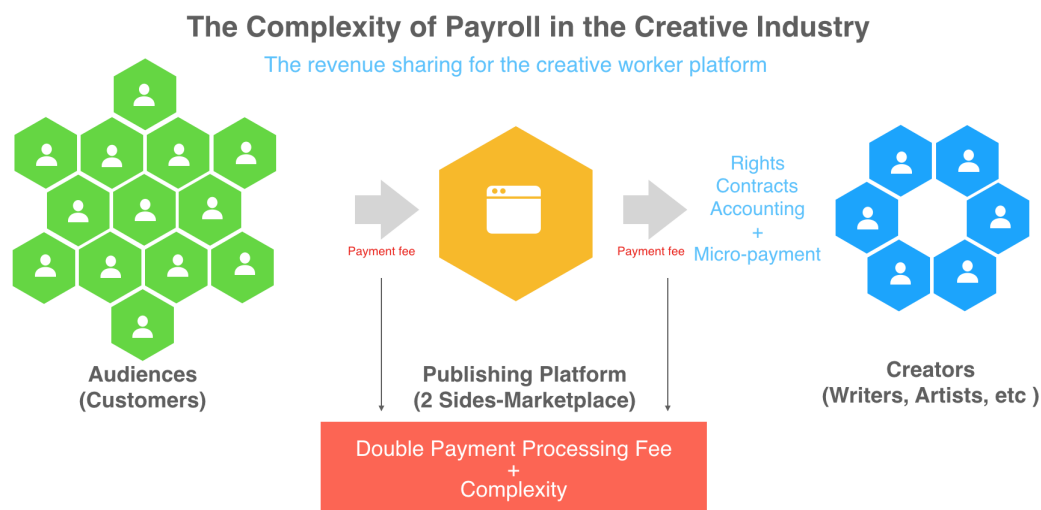 The Complexity of Payroll in the Creative Industry
The revenue sharing for the creative worker platform
Rights
Contracts
Accounting
+
Micro-payment
Payment fee
Payment fee
Audiences
(Customers)
Publishing Platform
(2 Sides-Marketplace)
Creators
(Writers, Artists, etc )
Double Payment Processing Fee
+
Complexity